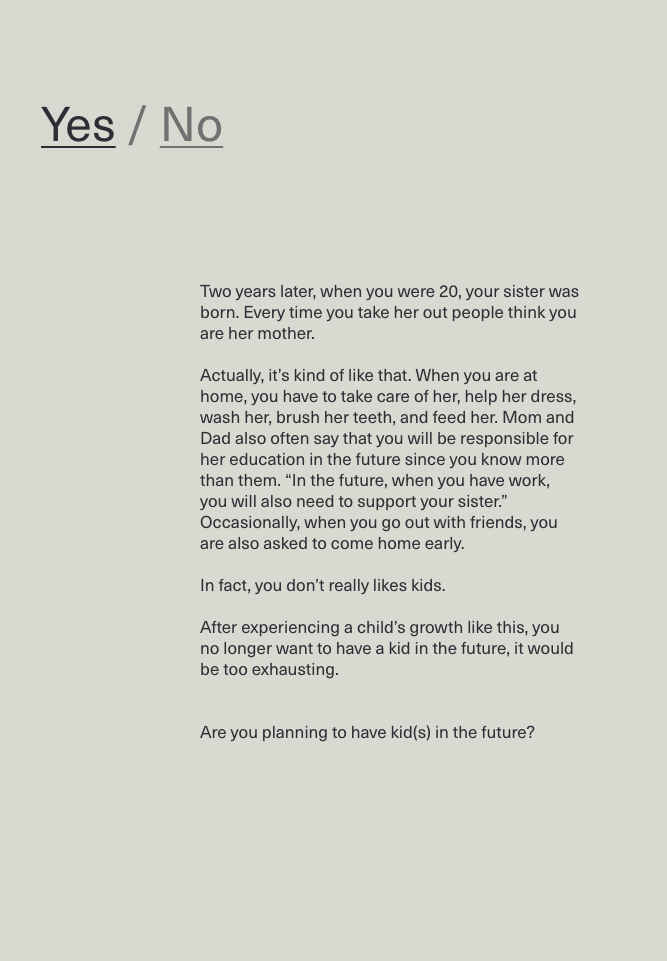 Yes / No
Two years later, when you were 20, your sister was
born. Every time you take her out people think you
are her mother.
Actually, it’s kind of like that. When you are at
home, you have to take care of her, help her dress,
wash her, brush her teeth, and feed her. Mom and
Dad also often say that you will be responsible for
her education in the future since you know more
than them. “In the future, when you have work,
you will also need to support your sister.”
Occasionally, when you go out with friends, you
are also asked to come home early.
In fact, you don’t really likes kids.
After experiencing a child’s growth like this, you
no longer want to have a kid in the future, it would
be too exhausting.
Are you planning to have kid(s) in the future?